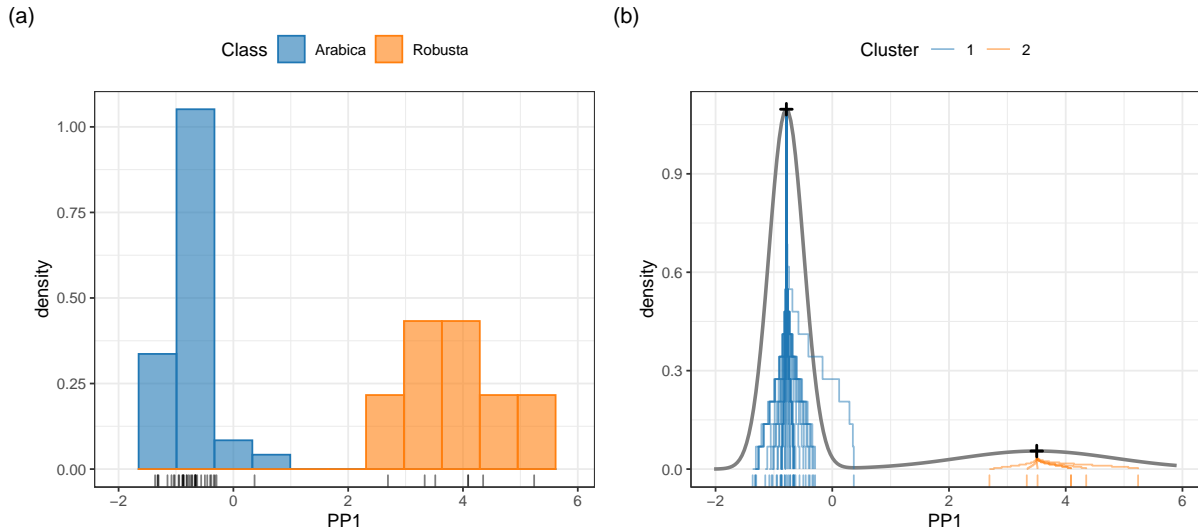 (a)
Class Arabica Robusta
1.00
0.75
0.50
0.25
0.00
density
−2 0 2 4 6
PP1
(b)
Cluster 1 2
0.9
0.6
0.3
0.0
density
−2 0 2 4 6
PP1